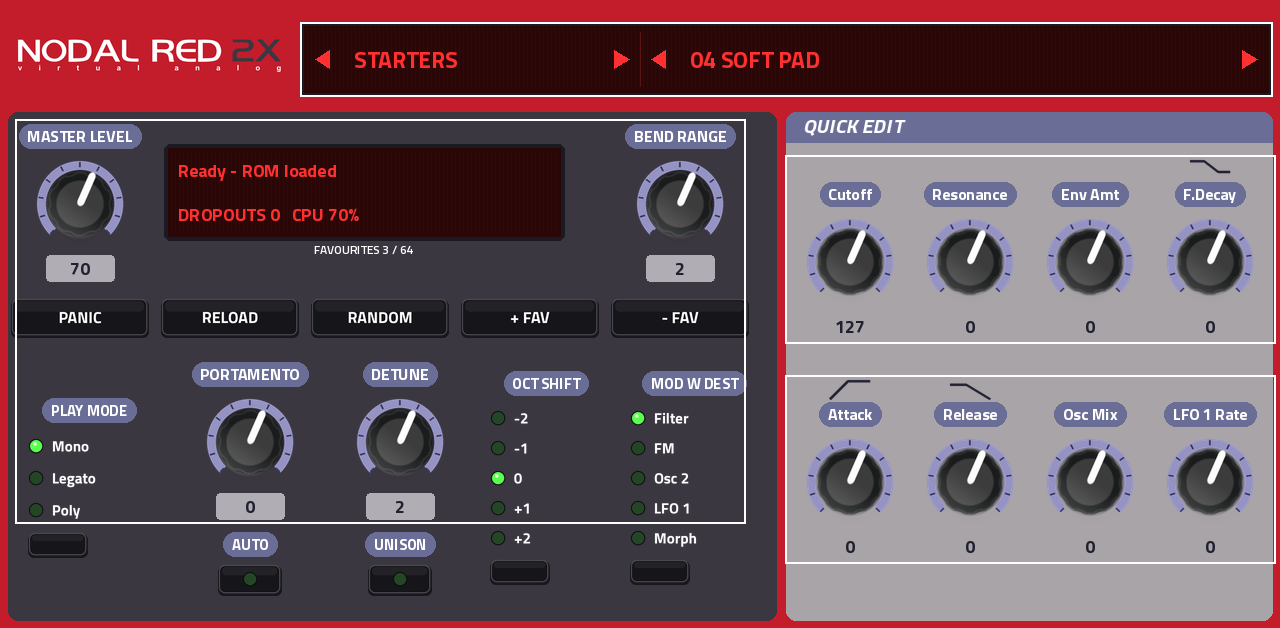 NODAL RED 2X
virtual analog
STARTERS
04 SOFT PAD
MASTER LEVEL
70
Ready - ROM loaded
DROPOUTS 0 CPU 70%
FAVOURITES 3 / 64
BEND RANGE
2
PANIC
RELOAD
RANDOM
+ FAV
- FAV
PLAY MODE
Mono
Legato
Poly
PORTAMENTO
0
AUTO
DETUNE
2
UNISON
OCT SHIFT
-2
-1
0
+1
+2
MOD W DEST
Filter
FM
Osc 2
LFO 1
Morph
QUICK EDIT
Cutoff
Resonance
Env Amt
F.Decay
127
0
0
0
Attack
Release
Osc Mix
LFO 1 Rate
0
0
0
0